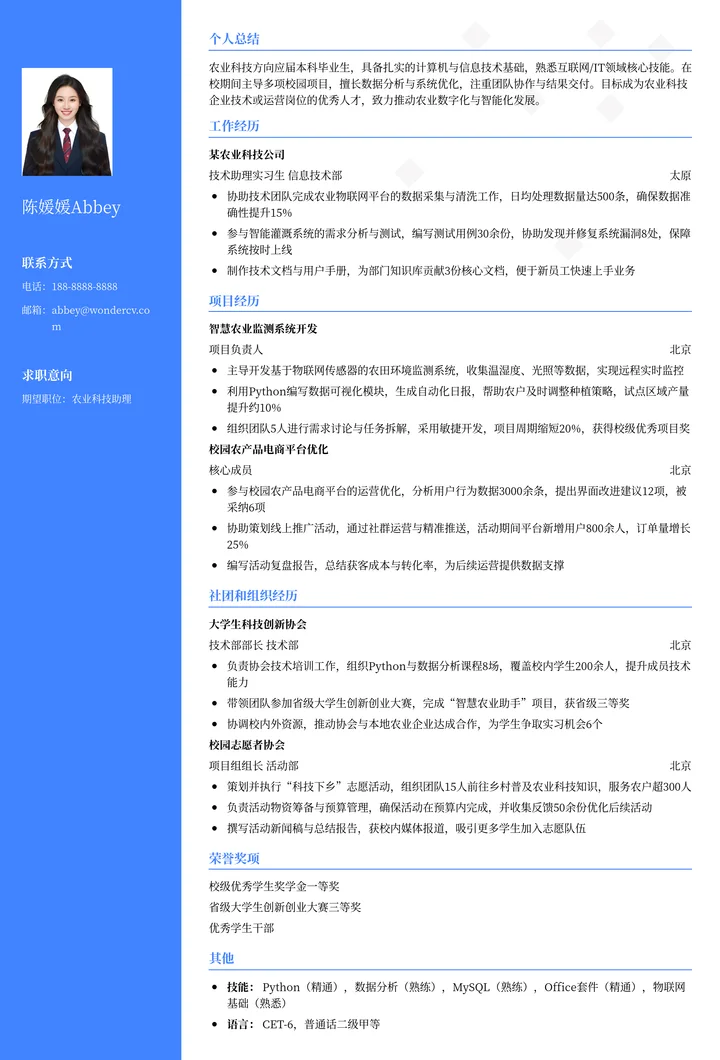 陈媛媛Abbey
联系方式
电话：188-8888-8888
邮箱：abbey@wondercv.co
m
求职意向
期望职位：农业科技助理
个人总结
农业科技方向应届本科毕业生，具备扎实的计算机与信息技术基础，熟悉互联网/IT领域核心技能。在
校期间主导多项校园项目，擅长数据分析与系统优化，注重团队协作与结果交付。目标成为农业科技
企业技术或运营岗位的优秀人才，致力推动农业数字化与智能化发展。
工作经历
某农业科技公司
技术助理实习生 信息技术部 太原
● 协助技术团队完成农业物联网平台的数据采集与清洗工作，日均处理数据量达500条，确保数据准
确性提升15%
● 参与智能灌溉系统的需求分析与测试，编写测试用例30余份，协助发现并修复系统漏洞8处，保障
系统按时上线
● 制作技术文档与用户手册，为部门知识库贡献3份核心文档，便于新员工快速上手业务
项目经历
智慧农业监测系统开发
项目负责人 北京
● 主导开发基于物联网传感器的农田环境监测系统，收集温湿度、光照等数据，实现远程实时监控
● 利用Python编写数据可视化模块，生成自动化日报，帮助农户及时调整种植策略，试点区域产量
提升约10%
● 组织团队5人进行需求讨论与任务拆解，采用敏捷开发，项目周期缩短20%，获得校级优秀项目奖
校园农产品电商平台优化
核心成员 北京
● 参与校园农产品电商平台的运营优化，分析用户行为数据3000余条，提出界面改进建议12项，被
采纳6项
● 协助策划线上推广活动，通过社群运营与精准推送，活动期间平台新增用户800余人，订单量增长
25%
● 编写活动复盘报告，总结获客成本与转化率，为后续运营提供数据支撑
社团和组织经历
大学生科技创新协会
技术部部长 技术部 北京
● 负责协会技术培训工作，组织Python与数据分析课程8场，覆盖校内学生200余人，提升成员技术
能力
● 带领团队参加省级大学生创新创业大赛，完成“智慧农业助手”项目，获省级三等奖
● 协调校内外资源，推动协会与本地农业企业达成合作，为学生争取实习机会6个
校园志愿者协会
项目组组长 活动部 北京
● 策划并执行“科技下乡”志愿活动，组织团队15人前往乡村普及农业科技知识，服务农户超300人
● 负责活动物资筹备与预算管理，确保活动在预算内完成，并收集反馈50余份优化后续活动
● 撰写活动新闻稿与总结报告，获校内媒体报道，吸引更多学生加入志愿队伍
荣誉奖项
校级优秀学生奖学金一等奖
省级大学生创新创业大赛三等奖
优秀学生干部
其他
● 技能： Python（精通），数据分析（熟练），MySQL（熟练），Office套件（精通），物联网
基础（熟悉）
● 语言： CET-6，普通话二级甲等